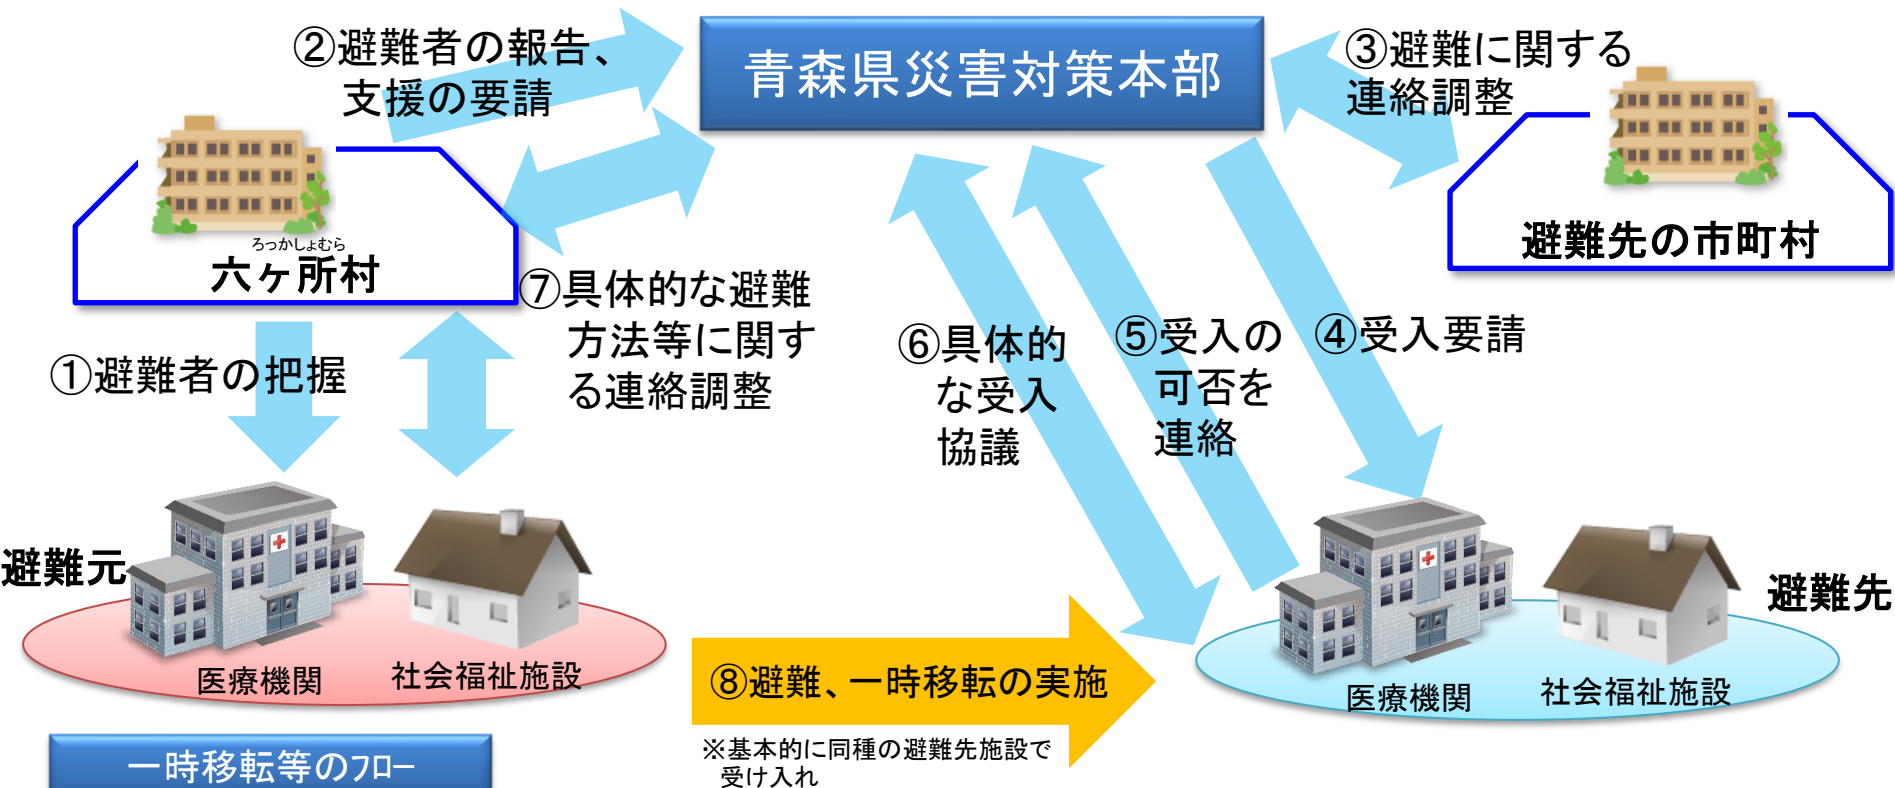 ②避難者の報告、
支援の要請
青森県災害対策本部
③避難に関する
連絡調整
ろっかしょむら
六ヶ所村
避難先の市町村
⑦具体的な避難
方法等に関す
る連絡調整
①避難者の把握
⑥具体的
な受入
協議
⑤受入の
可否を
連絡
④受入要請
避難元
医療機関
社会福祉施設
⑧避難、一時移転の実施
※基本的に同種の避難先施設で
受け入れ
避難先
医療機関
社会福祉施設
一時移転等のフロー